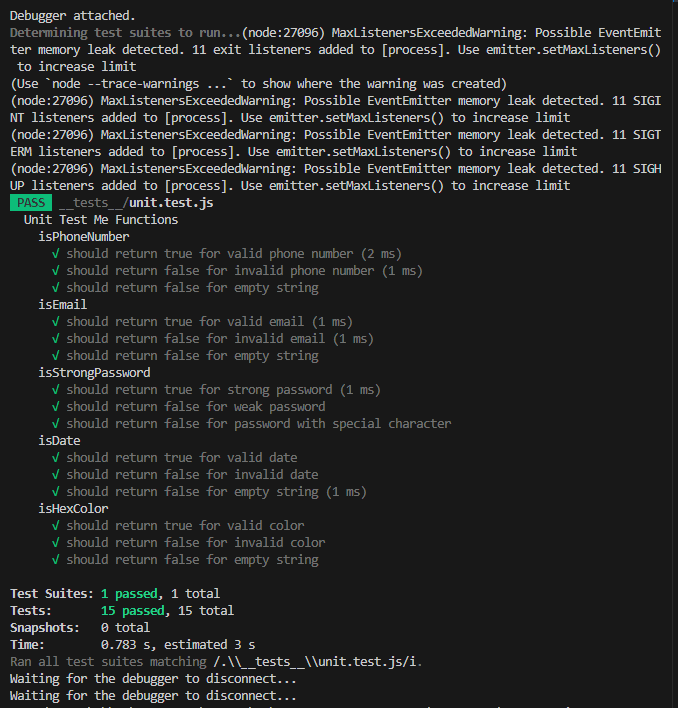 Debugger attached.
Determining test suites to run...(node:27096) MaxListenersExceededWarning: Possible EventEmit
ter memory leak detected. 11 exit listeners added to [process]. Use emitter.setMaxListeners()
 to increase limit
(Use `node --trace-warnings ...` to show where the warning was created)
(node:27096) MaxListenersExceededWarning: Possible EventEmitter memory leak detected. 11 SIGI
NT listeners added to [process]. Use emitter.setMaxListeners() to increase limit
(node:27096) MaxListenersExceededWarning: Possible EventEmitter memory leak detected. 11 SIGT
ERM listeners added to [process]. Use emitter.setMaxListeners() to increase limit
(node:27096) MaxListenersExceededWarning: Possible EventEmitter memory leak detected. 11 SIGH
UP listeners added to [process]. Use emitter.setMaxListeners() to increase limit
PASS __tests__/unit.test.js
  Unit Test Me Functions
    isPhoneNumber
      √ should return true for valid phone number (2 ms)
      √ should return false for invalid phone number (1 ms)
      √ should return false for empty string
    isEmail
      √ should return true for valid email (1 ms)
      √ should return false for invalid email (1 ms)
      √ should return false for empty string
    isStrongPassword
      √ should return true for strong password (1 ms)
      √ should return false for weak password
      √ should return false for password with special character
    isDate
      √ should return true for valid date
      √ should return false for invalid date
      √ should return false for empty string (1 ms)
    isHexColor
      √ should return true for valid color
      √ should return false for invalid color
      √ should return false for empty string

Test Suites: 1 passed, 1 total
Tests:       15 passed, 15 total
Snapshots:   0 total
Time:        0.783 s, estimated 3 s
Ran all test suites matching /.\\__tests__\\unit.test.js/i.
Waiting for the debugger to disconnect...
Waiting for the debugger to disconnect...